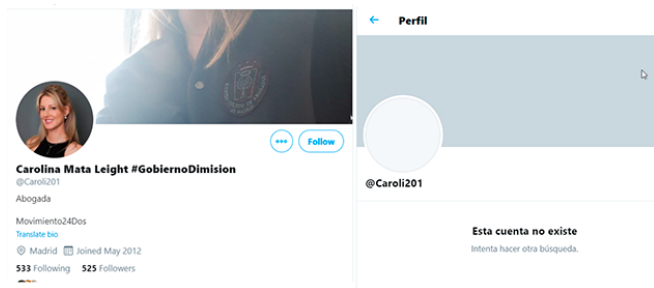 Follow
Carolina Mata Leight #GobiernoDimision
@Caroli201
Abogada
Movimiento24Dos
Translate bio
Madrid Joined May 2012
533 Following 525 Followers
Perfil
@Caroli201
Esta cuenta no existe
Intenta hacer otra búsqueda.